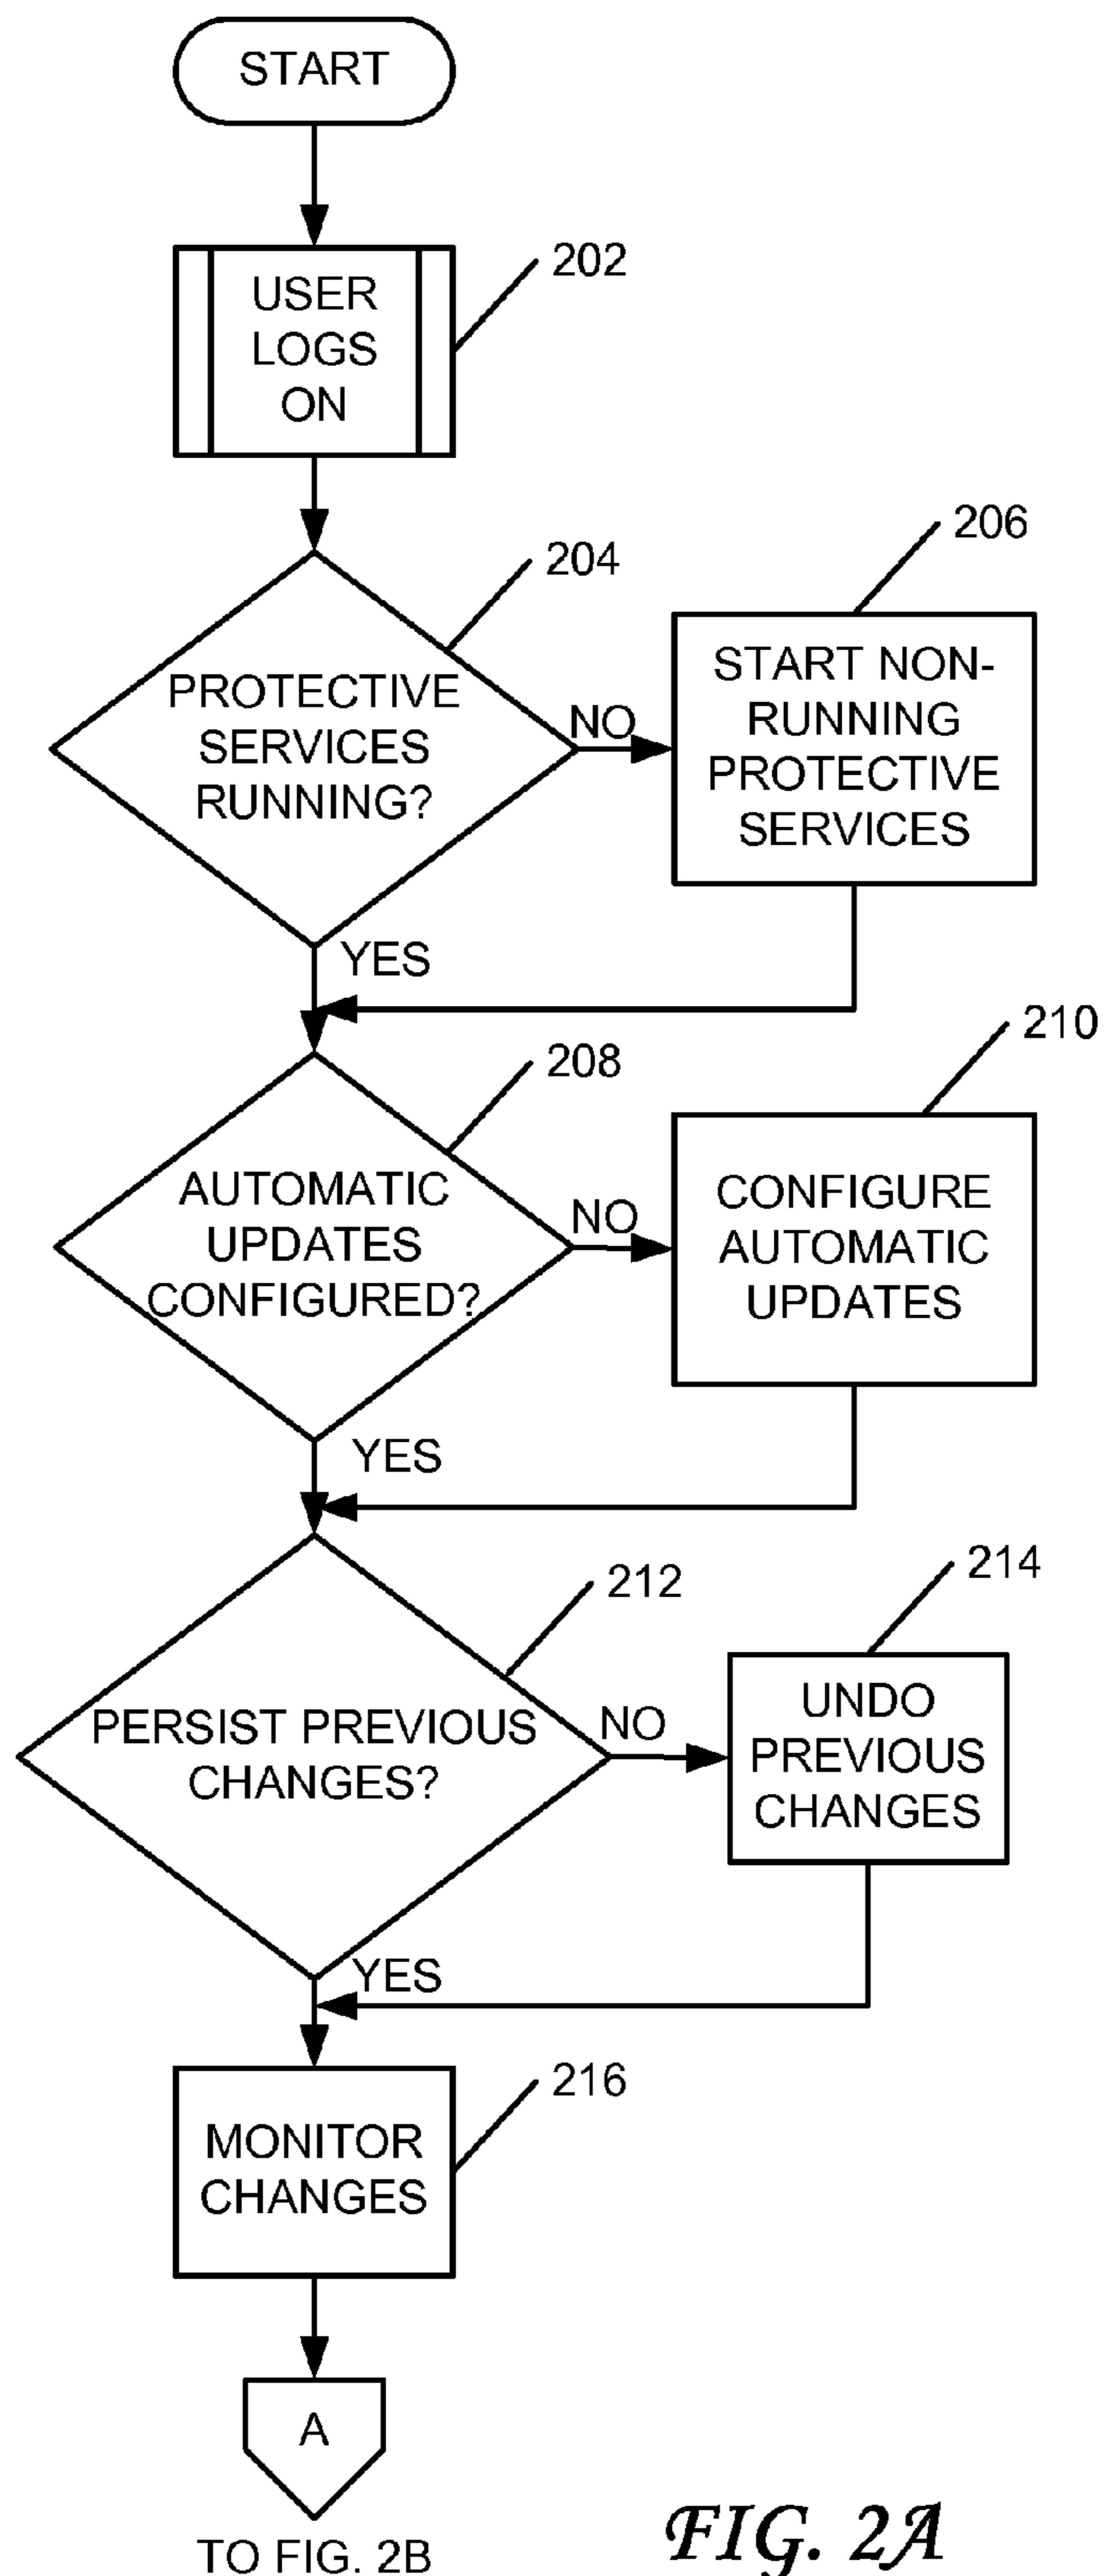 START
USER
LOGS
ON
202
PROTECTIVE
SERVICES
RUNNING?
204
NO
START NON-
RUNNING
PROTECTIVE
SERVICES
206
YES
AUTOMATIC
UPDATES
CONFIGURED?
208
NO
CONFIGURE
AUTOMATIC
UPDATES
210
YES
PERSIST PREVIOUS
CHANGES?
212
NO
UNDO
PREVIOUS
CHANGES
214
YES
MONITOR
CHANGES
216
A
TO FIG. 2B
FIG. 2A